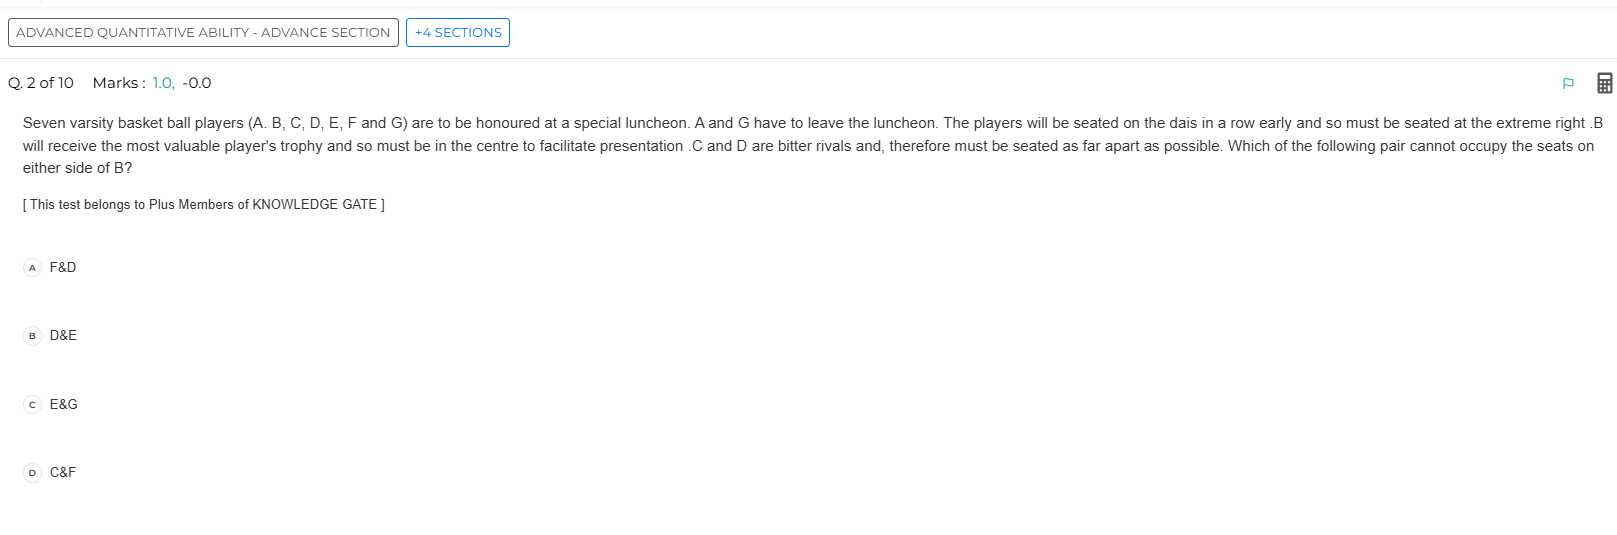 ADVANCED QUANTITATIVE ABILITY - ADVANCE SECTION +4 SECTIONS
Q. 2 of 10 Marks : 1.0, -0.0
Seven varsity basket ball players (A. B, C, D, E, F and G) are to be honoured at a special luncheon. A and G have to leave the luncheon. The players will be seated on the dais in a row early and so must be seated at the extreme right .B
will receive the most valuable player's trophy and so must be in the centre to facilitate presentation .C and D are bitter rivals and, therefore must be seated as far apart as possible. Which of the following pair cannot occupy the seats on
either side of B?
[ This test belongs to Plus Members of KNOWLEDGE GATE ]
A F&D
B D&E
C E&G
D C&F